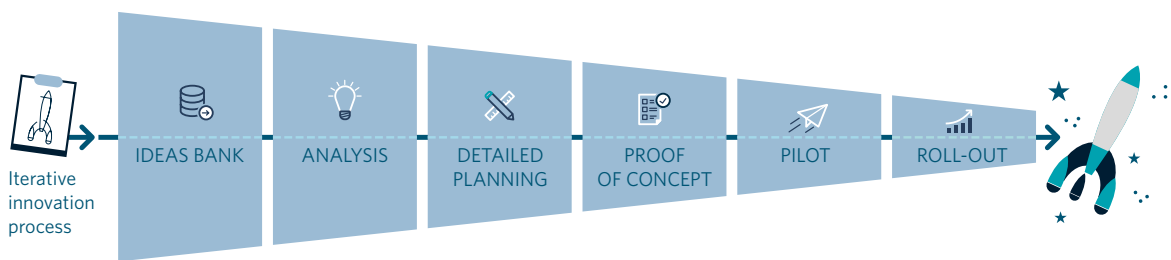 Iterative
innovation
process
IDEAS BANK
ANALYSIS
DETAILED
PLANNING
PROOF
OF CONCEPT
PILOT
ROLL-OUT